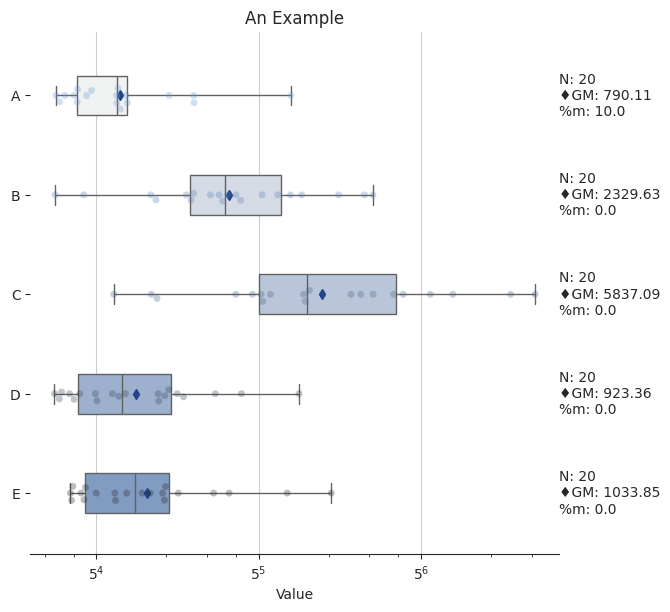 An Example
A
N: 20
♦GM: 790.11
%m: 10.0
B
N: 20
♦GM: 2329.63
%m: 0.0
C
N: 20
♦GM: 5837.09
%m: 0.0
D
N: 20
♦GM: 923.36
%m: 0.0
E
N: 20
♦GM: 1033.85
%m: 0.0
5⁴ 5⁵ 5⁶
Value